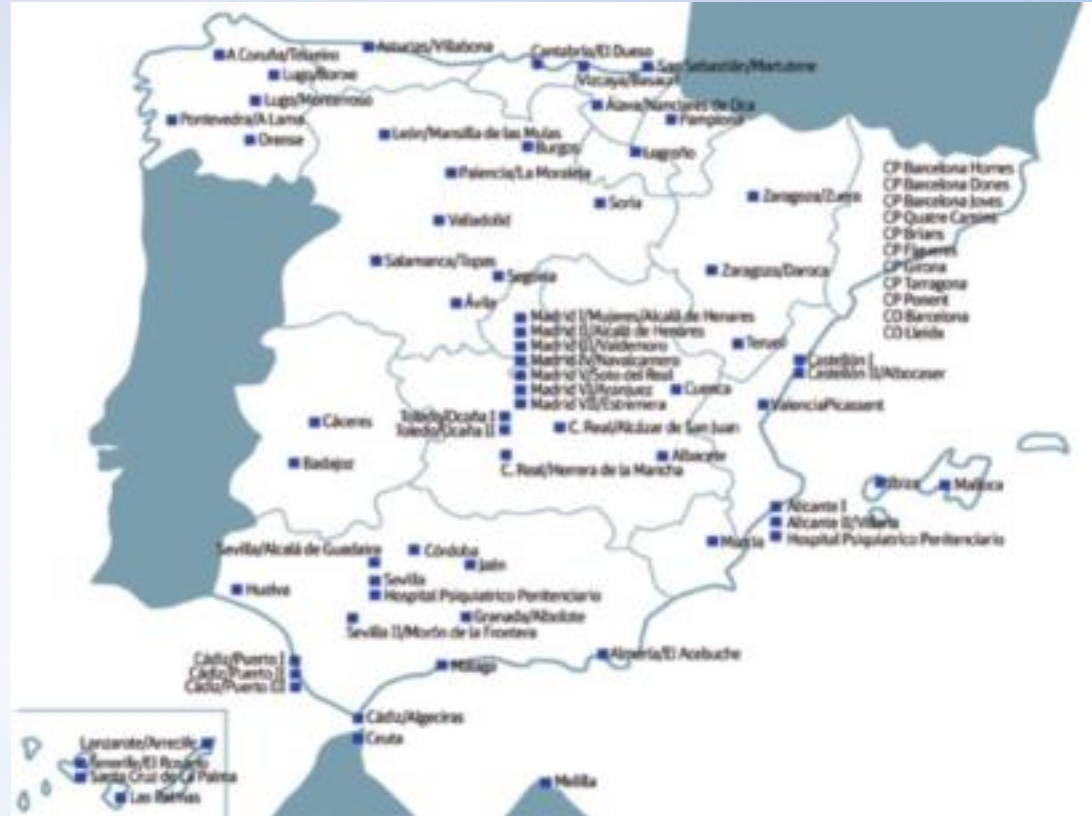 A Coruña/Teixeiro
Asturias/Villabona
Cantabria/El Dueso
San Sebastián/Martutene
Vizcaya/Basauri
Lugo/Bonxe
Lugo/Monterroso
Álava/Nanclares de Oca
Pontevedra/A Lama
Pamplona
Orense
León/Mansilla de las Mulas
Burgos
Logroño
Palencia/La Moraleja
CP Barcelona Homes
CP Barcelona Dones
CP Barcelona Joves
CP Quatre Camins
CP Brians
CP Figueres
CP Girona
CP Tarragona
CP Ponent
CO Barcelona
CO Lleida
Zaragoza/Zuera
Soria
Valladolid
Salamanca/Topas
Segovia
Zaragoza/Daroca
Ávila
Madrid I/Mujeres/Alcalá de Henares
Madrid II/Alcalá de Henares
Madrid III/Valdemoro
Madrid IV/Navalcarnero
Madrid V/Soto del Real
Madrid VI/Aranjuez
Madrid VII/Estremera
Teruel
Castellón I
Castellón II/Albocaser
Cuenca
ValenciaPicassent
Toledo/Ocaña I
Toledo/Ocaña II
Cáceres
C. Real/Alcázar de San Juan
Badajoz
Albacete
C. Real/Herrera de la Mancha
Ibiza
Mallorca
Alicante I
Alicante II/Villena
Hospital Psiquiatrico Penitenciario
Murcia
Sevilla/Alcalá de Guadaira
Córdoba
Jaén
Sevilla
Huelva
Hospital Psiquiatrico Penitenciario
Granada/Albolote
Sevilla II/Morón de la Frontera
Cádiz/Puerto I
Cádiz/Puerto II
Cádiz/Puerto III
Málaga
Almería/El Acebuche
Cádiz/Algeciras
Ceuta
Lanzarote/Arrecife
Tenerife/El Rosario
Santa Cruz de La Palma
Las Palmas
Melilla